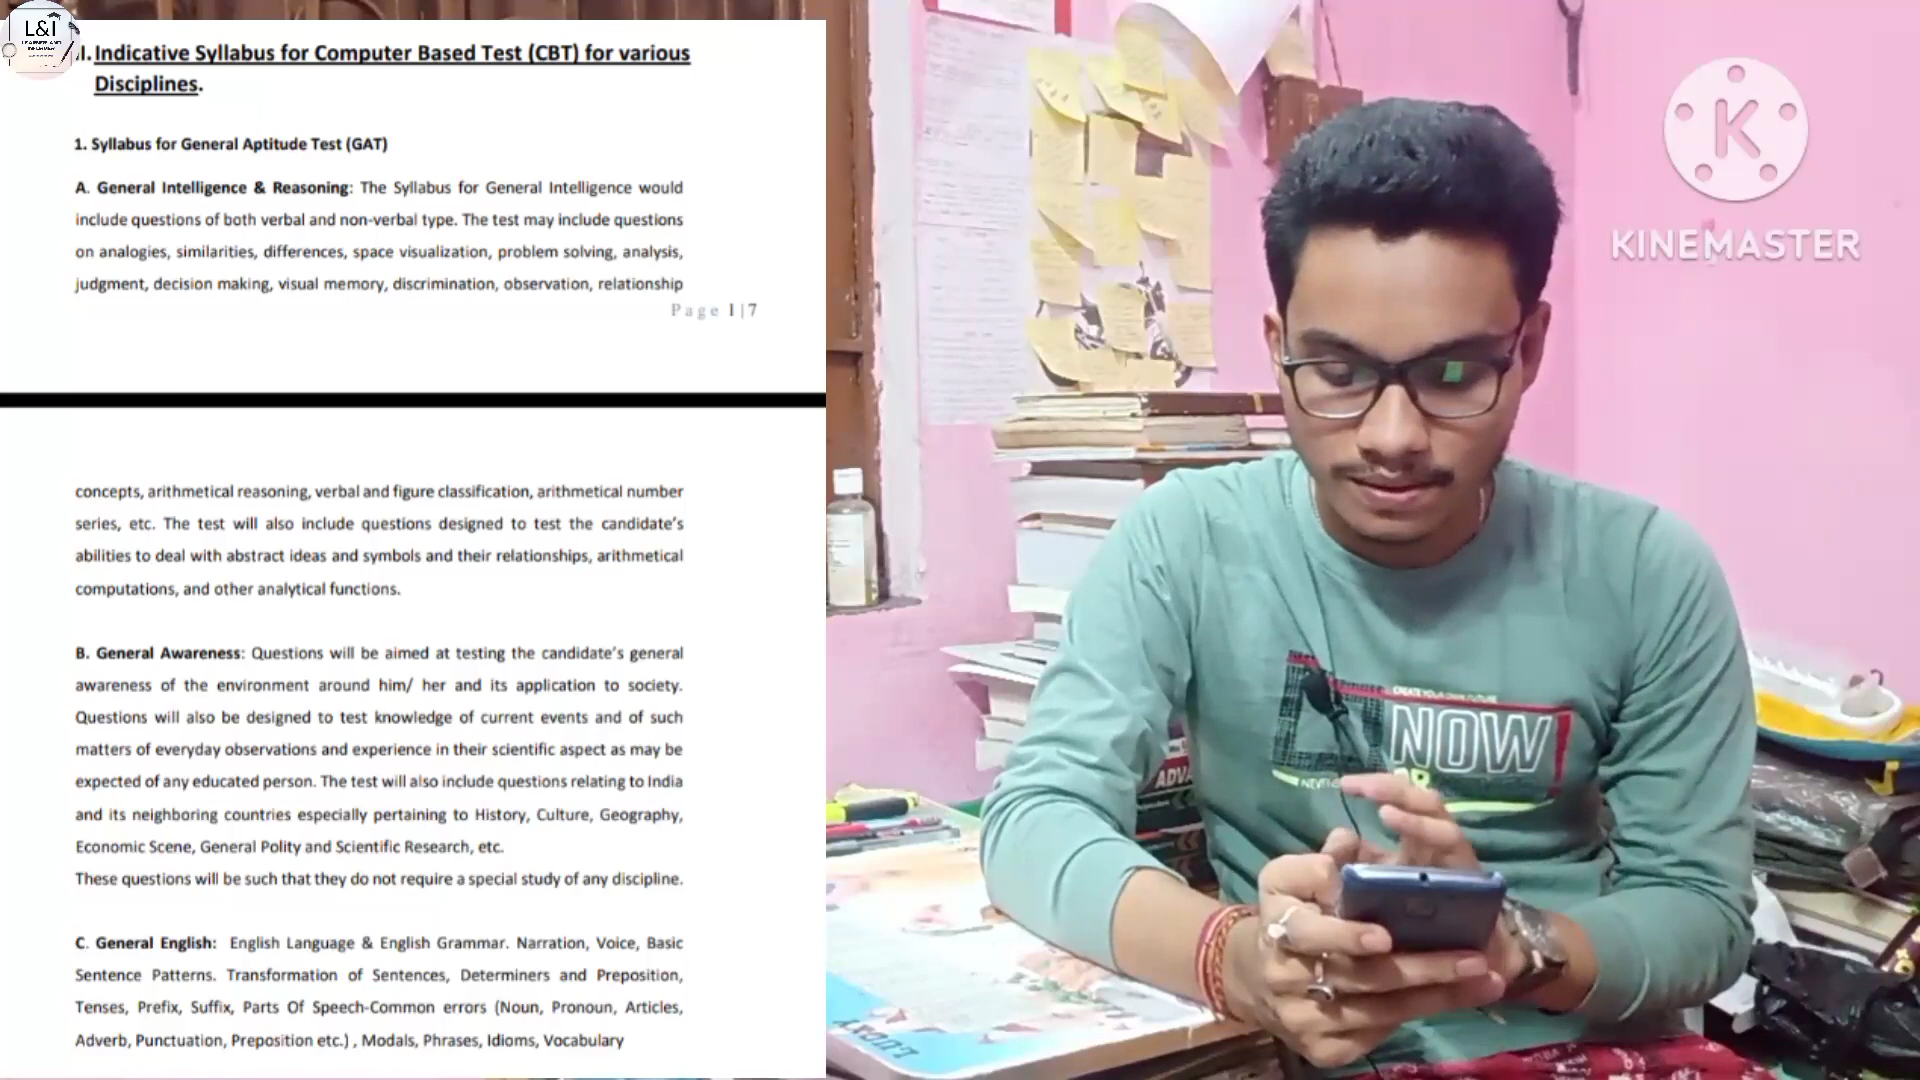 L&I
I. Indicative Syllabus for Computer Based Test (CBT) for various
Disciplines.
1. Syllabus for General Aptitude Test (GAT)
A. General Intelligence & Reasoning: The Syllabus for General Intelligence would
include questions of both verbal and non-verbal type. The test may include questions
on analogies, similarities, differences, space visualization, problem solving, analysis,
judgment, decision making, visual memory, discrimination, observation, relationship
Page 1|7
concepts, arithmetical reasoning, verbal and figure classification, arithmetical number
series, etc. The test will also include questions designed to test the candidate's
abilities to deal with abstract ideas and symbols and their relationships, arithmetical
computations, and other analytical functions.
B. General Awareness: Questions will be aimed at testing the candidate's general
awareness of the environment around him/ her and its application to society.
Questions will also be designed to test knowledge of current events and of such
matters of everyday observations and experience in their scientific aspect as may be
expected of any educated person. The test will also include questions relating to India
and its neighboring countries especially pertaining to History, Culture, Geography,
Economic Scene, General Polity and Scientific Research, etc.
These questions will be such that they do not require a special study of any discipline.
C. General English: English Language & English Grammar. Narration, Voice, Basic
Sentence Patterns. Transformation of Sentences, Determiners and Preposition,
Tenses, Prefix, Suffix, Parts Of Speech-Common errors (Noun, Pronoun, Articles,
Adverb, Punctuation, Preposition etc.) , Modals, Phrases, Idioms, Vocabulary
K
KINEMASTER
CREATE YOUR OWN FUTURE
NOW
ADVA
LUCKY